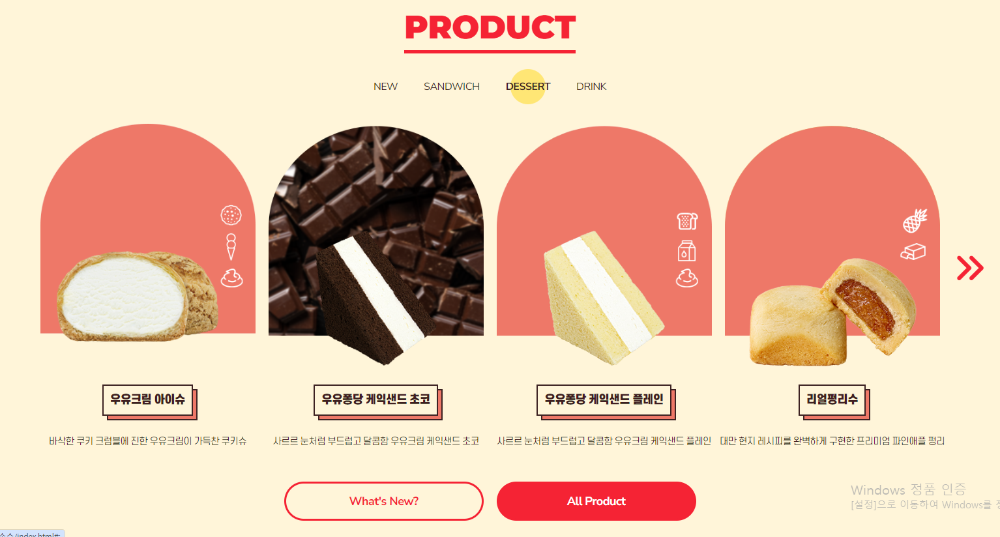 PRODUCT
NEW SANDWICH DESSERT DRINK
우유크림 아이슈
우유퐁당 케익샌드 초코
우유퐁당 케익샌드 플레인
리얼펑리수
바삭한 쿠키 크럼블에 진한 우유크림이 가득찬 쿠키슈
사르르 눈처럼 부드럽고 달콤함 우유크림 케익샌드 초코
사르르 눈처럼 부드럽고 달콤함 우유크림 케익샌드 플레인
대만 현지 레시피를 완벽하게 구현한 프리미엄 파인애플 펑리
What's New?
All Product
Windows 정품 인증
[설정]으로 이동하여 Windows를
/index.html#;